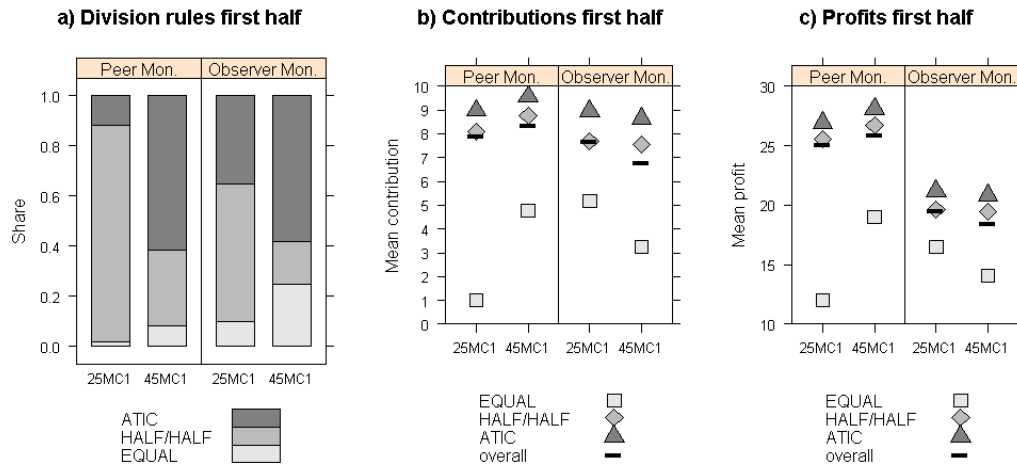 a) Division rules first half
Peer Mon. Observer Mon.
1.0
0.8
0.6
0.4
0.2
0.0
Share
25MC1 45MC1 25MC1 45MC1
ATIC
HALF/HALF
EQUAL
b) Contributions first half
Peer Mon. Observer Mon.
10
9
8
7
6
5
4
3
2
1
0
Mean contribution
25MC1 45MC1 25MC1 45MC1
EQUAL
HALF/HALF
ATIC
overall
c) Profits first half
Peer Mon. Observer Mon.
30
25
20
15
10
Mean profit
25MC1 45MC1 25MC1 45MC1
EQUAL
HALF/HALF
ATIC
overall